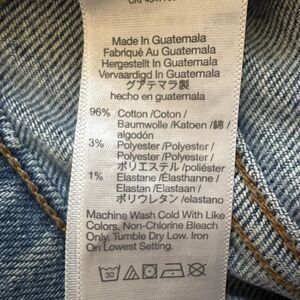 Made In Guatemala
Fabriqué Au Guatemala
Hergestellt In Guatemala
Vervaardigd In Guatemala
グアテマラ製
hecho en guatemala
96% Cotton /Coton/
Baumwolle /Katoen /綿 /
algodón
3% Polyester /Polyester /
Polyester /Polyester /
ポリエステル /poliéster
1% Elastane /Élasthanne /
Elastan /Elastaan /
ポリウレタン /elastano
Machine Wash Cold With Like
Colors. Non-Chlorine Bleach
Only. Tumble Dry Low. Iron
On Lowest Setting.
30